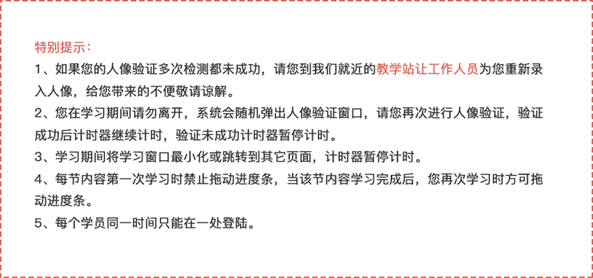 特别提示：
1、如果您的人像验证多次检测都未成功，请您到我们就近的教学站让工作人员为您重新录
入人像，给您带来的不便敬请谅解。
2、您在学习期间请勿离开，系统会随机弹出人像验证窗口，请您再次进行人像验证，验证
成功后计时器继续计时，验证未成功计时器暂停计时。
3、学习期间将学习窗口最小化或跳转到其它页面，计时器暂停计时。
4、每节内容第一次学习时禁止拖动进度条，当该节内容学习完成后，您再次学习时方可拖
动进度条。
5、每个学员同一时间只能在一处登陆。